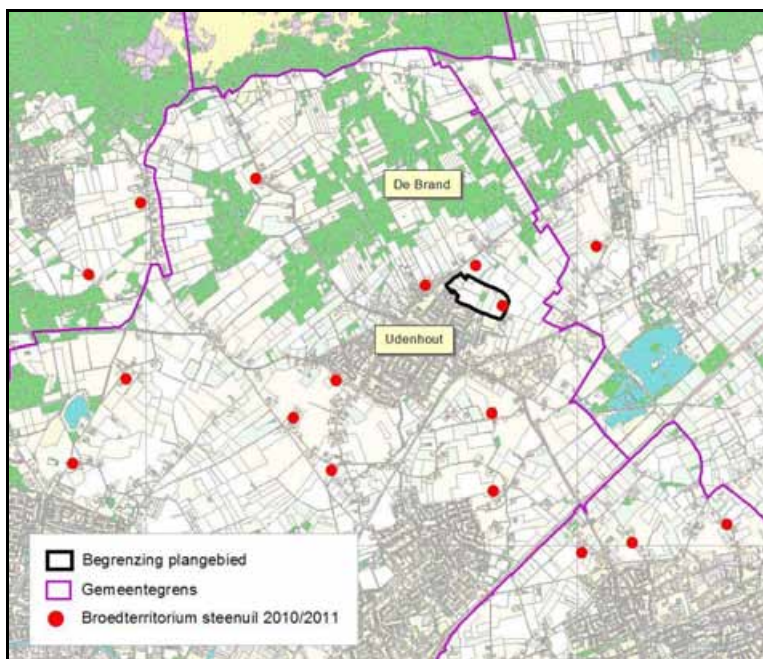 De Brand
Udenhout
Begrenzing plangebied
Gemeentegrens
Broedterritorium steenuil 2010/2011